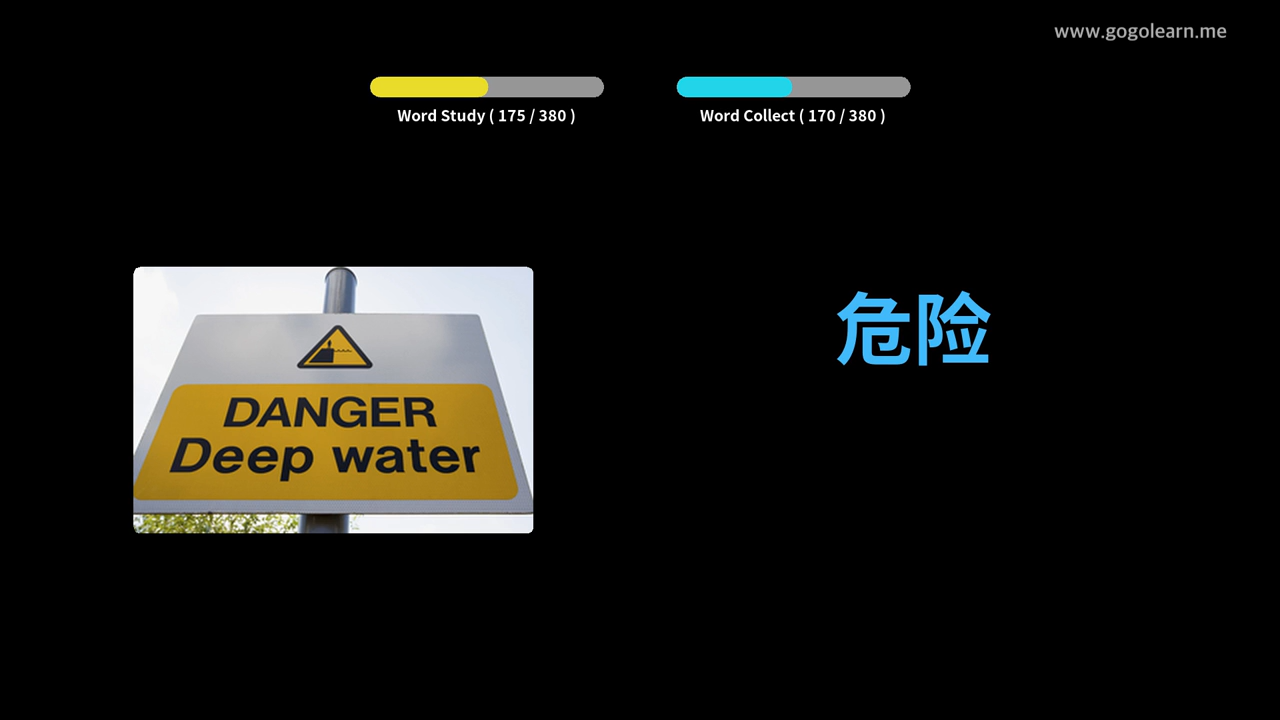 www.gogolearn.me
Word Study ( 175 / 380 )
Word Collect ( 170 / 380 )
DANGER
Deep water
危险